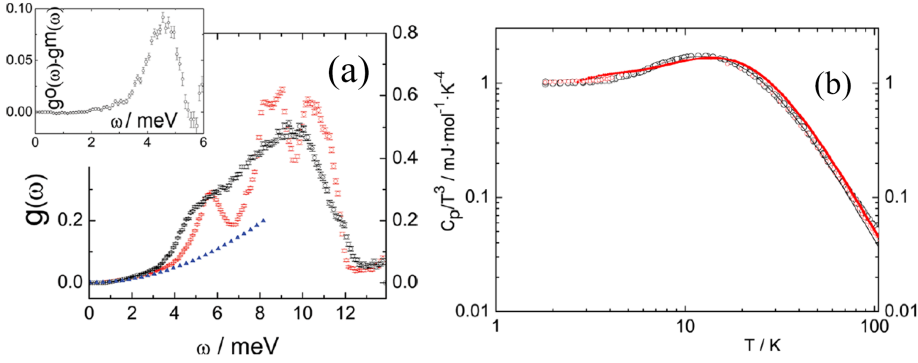 0.10
0.05
0.00
gᴼ(ω)-gᵐ(ω)
0 2 4 6
ω / meV
(a)
0.8
0.6
0.4
0.2
0.0
g(ω)
0.2
0.0
0 2 4 6 8 10 12
ω / meV
(b)
Cₚ/T³ / mJ·mol⁻¹·K⁻⁴
1
0.1
0.01
1
0.1
0.01
1 10 100
T / K